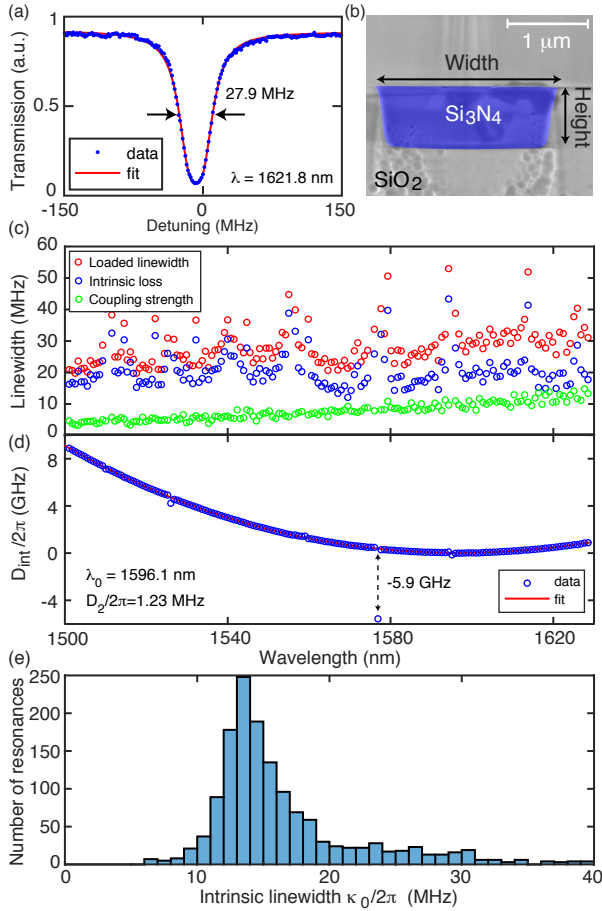 (a)
Transmission (a.u.)
1
0.5
0
27.9 MHz
data
fit
λ = 1621.8 nm
-150
0
150
Detuning (MHz)
(b)
1 μm
Width
Height
Si₃N₄
SiO₂
(c)
Linewidth (MHz)
60
50
40
30
20
10
0
Loaded linewidth
Intrinsic loss
Coupling strength
(d)
D_int/2π (GHz)
8
4
0
-4
λ₀ = 1596.1 nm
D₂/2π=1.23 MHz
-5.9 GHz
data
fit
1500
1540
1580
1620
Wavelength (nm)
(e)
Number of resonances
250
200
150
100
50
0
0
10
20
30
40
Intrinsic linewidth κ₀/2π (MHz)